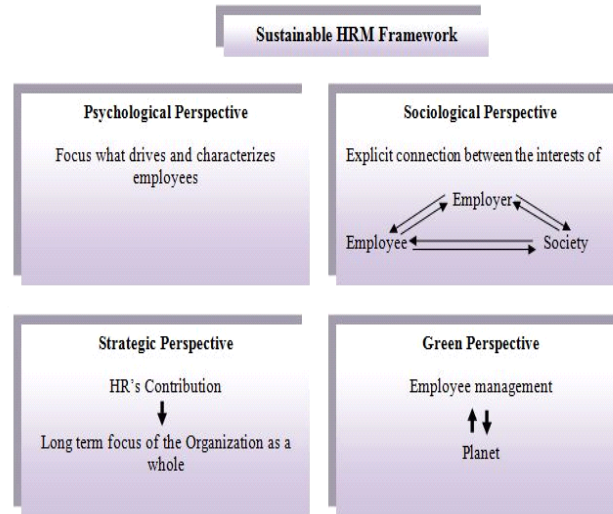 Sustainable HRM Framework
Psychological Perspective
Focus what drives and characterizes
employees
Sociological Perspective
Explicit connection between the interests of
Employer
Employee
Society
Strategic Perspective
HR's Contribution
Long term focus of the Organization as a
whole
Green Perspective
Employee management
Planet